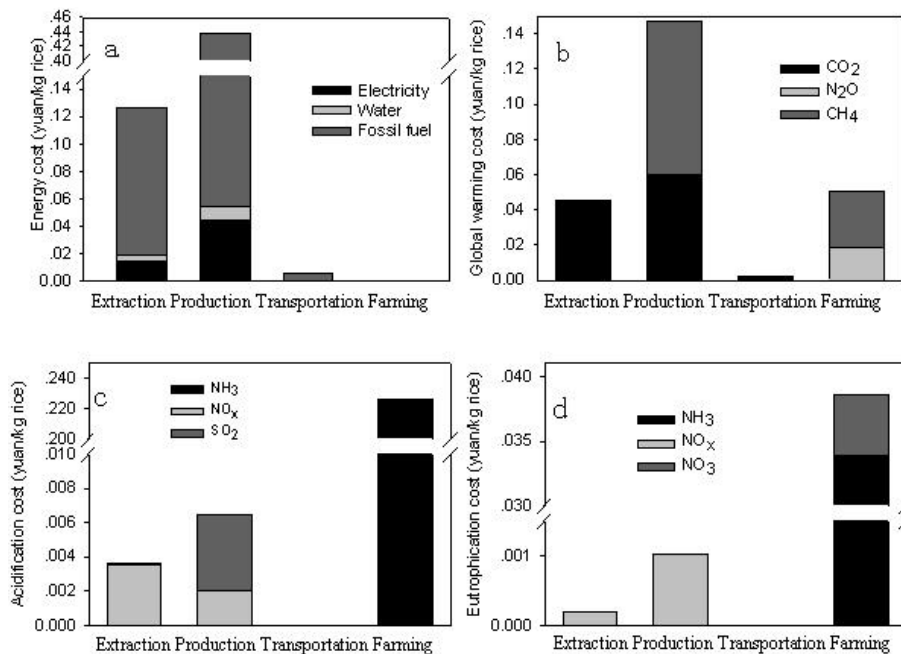 a
Energy cost (yuan/kg rice)
.46
.44
.42
.40
.14
.12
.10
.08
.06
.04
.02
0.00
Electricity
Water
Fossil fuel
Extraction Production Transportation Farming
b
Global warming cost (yuan/kg rice)
.14
.12
.10
.08
.06
.04
.02
0.00
CO2
N2O
CH4
Extraction Production Transportation Farming
c
Acidification cost (yuan/kg rice)
.240
.220
.200
.010
.008
.006
.004
.002
0.000
NH3
NOx
SO2
Extraction Production Transportation Farming
d
Eutrophication cost (yuan/kg rice)
.040
.035
.030
.001
0.000
NH3
NOx
NO3
Extraction Production Transportation Farming